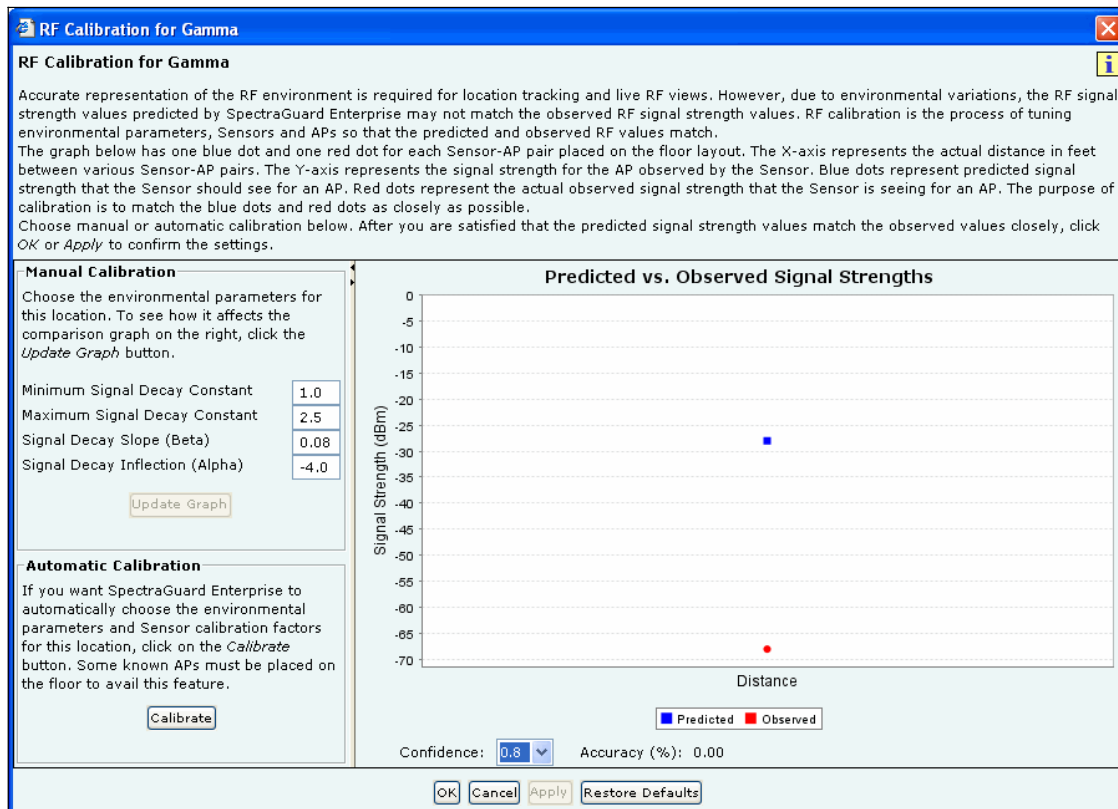 RF Calibration for Gamma
RF Calibration for Gamma
i
Accurate representation of the RF environment is required for location tracking and live RF views. However, due to environmental variations, the RF signal
strength values predicted by SpectraGuard Enterprise may not match the observed RF signal strength values. RF calibration is the process of tuning
environmental parameters, Sensors and APs so that the predicted and observed RF values match.
The graph below has one blue dot and one red dot for each Sensor-AP pair placed on the floor layout. The X-axis represents the actual distance in feet
between various Sensor-AP pairs. The Y-axis represents the signal strength for the AP observed by the Sensor. Blue dots represent predicted signal
strength that the Sensor should see for an AP. Red dots represent the actual observed signal strength that the Sensor is seeing for an AP. The purpose of
calibration is to match the blue dots and red dots as closely as possible.
Choose manual or automatic calibration below. After you are satisfied that the predicted signal strength values match the observed values closely, click
OK or Apply to confirm the settings.
Manual Calibration
Choose the environmental parameters for
this location. To see how it affects the
comparison graph on the right, click the
Update Graph button.
Minimum Signal Decay Constant 1.0
Maximum Signal Decay Constant 2.5
Signal Decay Slope (Beta) 0.08
Signal Decay Inflection (Alpha) -4.0
Update Graph
Automatic Calibration
If you want SpectraGuard Enterprise to
automatically choose the environmental
parameters and Sensor calibration factors
for this location, click on the Calibrate
button. Some known APs must be placed on
the floor to avail this feature.
Calibrate
Predicted vs. Observed Signal Strengths
Signal Strength (dBm)
0
-5
-10
-15
-20
-25
-30
-35
-40
-45
-50
-55
-60
-65
-70
Distance
Predicted Observed
Confidence: 0.8 Accuracy (%): 0.00
OK Cancel Apply Restore Defaults